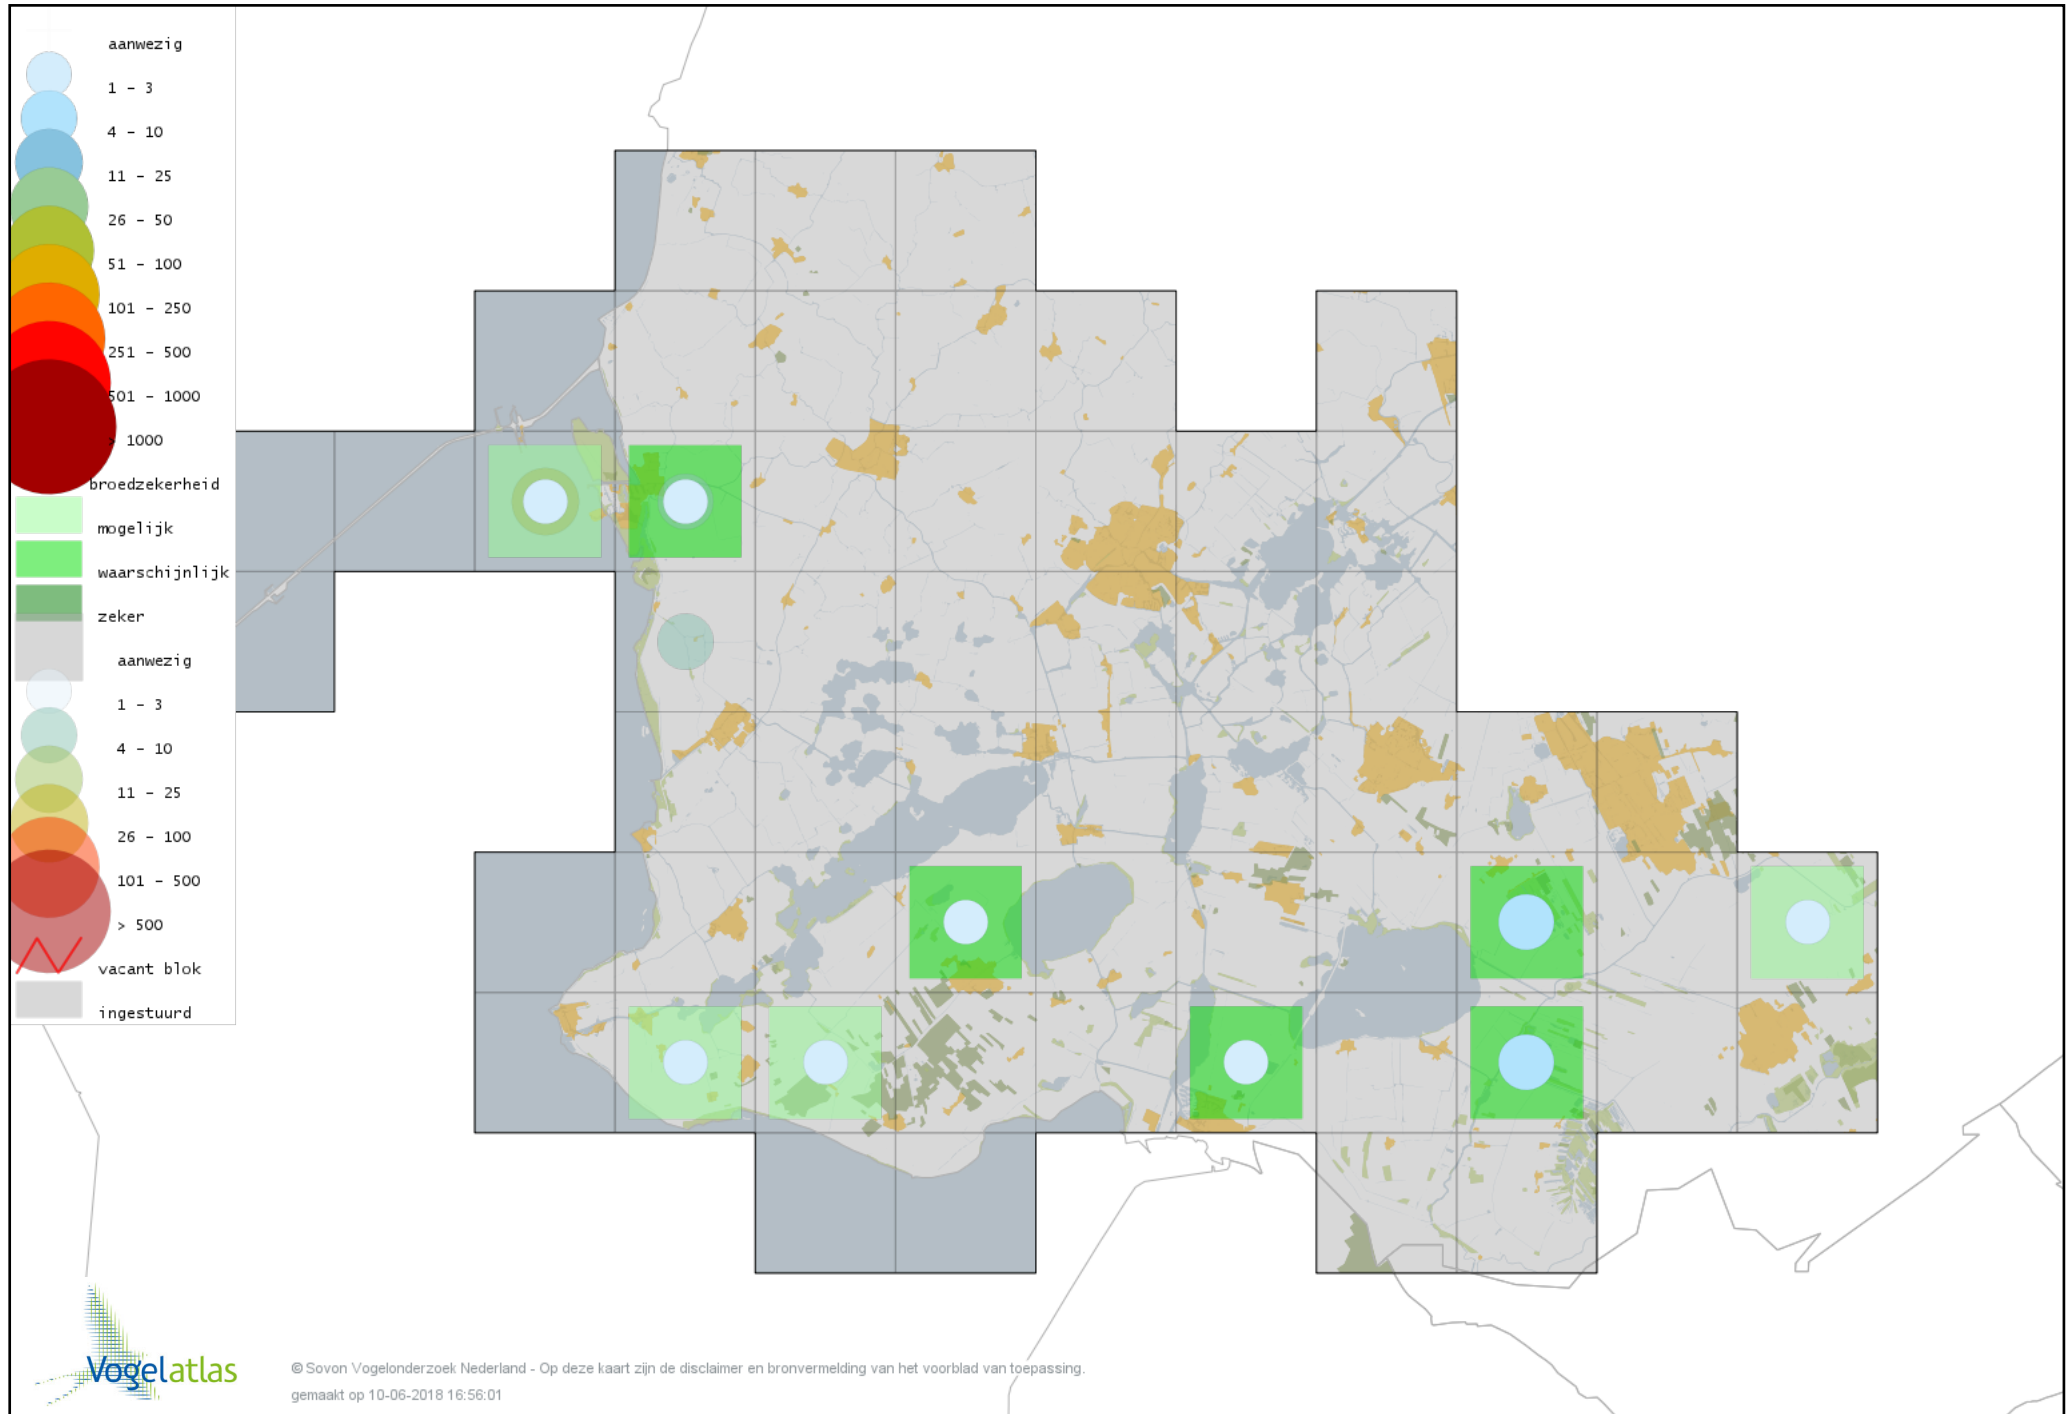 aanwezig
1 - 3
4 - 10
11 - 25
26 - 50
51 - 100
101 - 250
251 - 500
501 - 1000
> 1000
broedzekerheid
mogelijk
waarschijnlijk
zeker
aanwezig
1 - 3
4 - 10
11 - 25
26 - 100
101 - 500
> 500
vacant blok
ingestuurd
Vogelatlas
© Sovon Vogelonderzoek Nederland - Op deze kaart zijn de disclaimer en bronvermelding van het voorblad van toepassing.
gemaakt op 10-06-2018 16:56:01